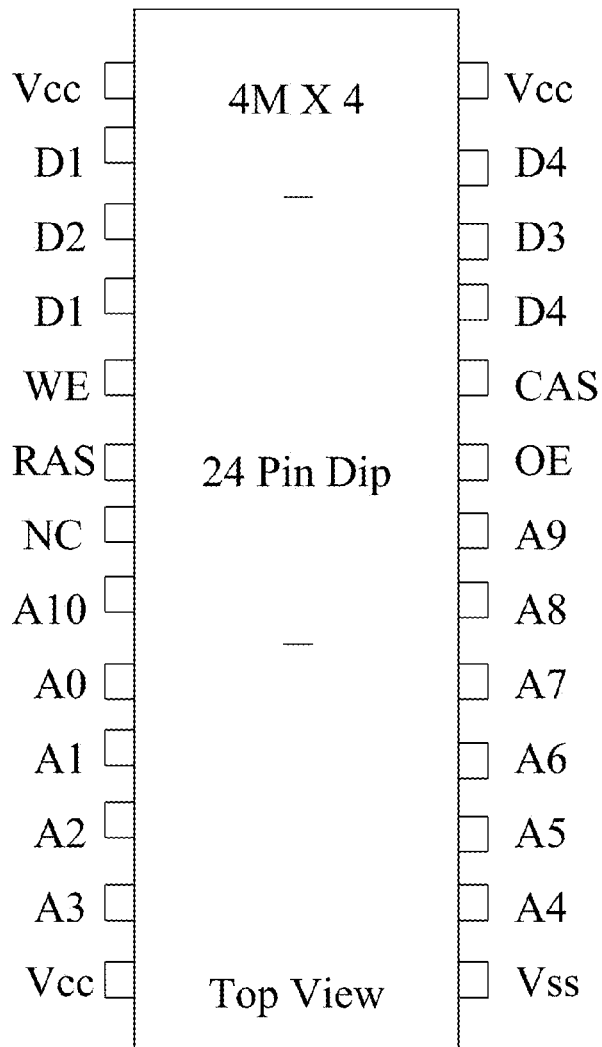 Vcc 4M X 4 Vcc
D1 D4
D2 D3
D1 D4
WE CAS
RAS 24 Pin Dip OE
NC A9
A10 A8
A0 A7
A1 A6
A2 A5
A3 A4
Vcc Top View Vss